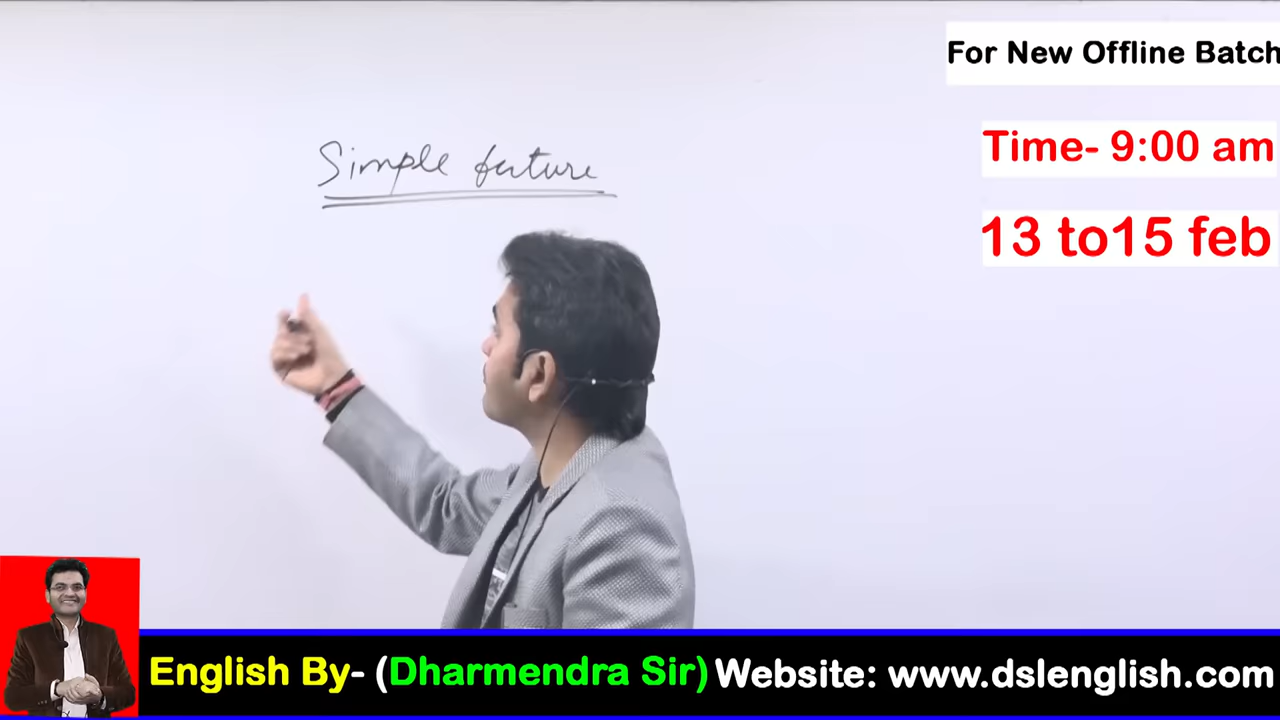 For New Offline Batch
Time- 9:00 am
13 to15 feb
Simple future
English By- (Dharmendra Sir) Website: www.dslenglish.com